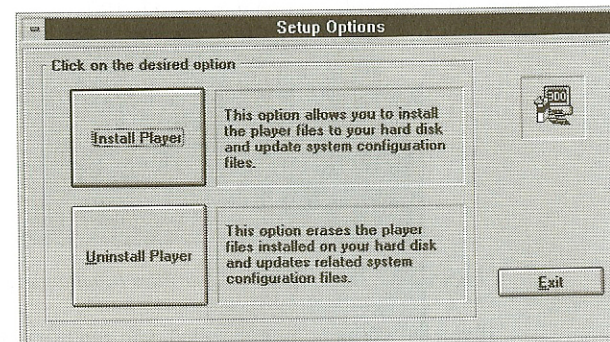 Setup Options
Click on the desired option
Install Player
This option allows you to install
the player files to your hard disk
and update system configuration
files.
Uninstall Player
This option erases the player
files installed on your hard disk
and updates related system
configuration files.
Exit